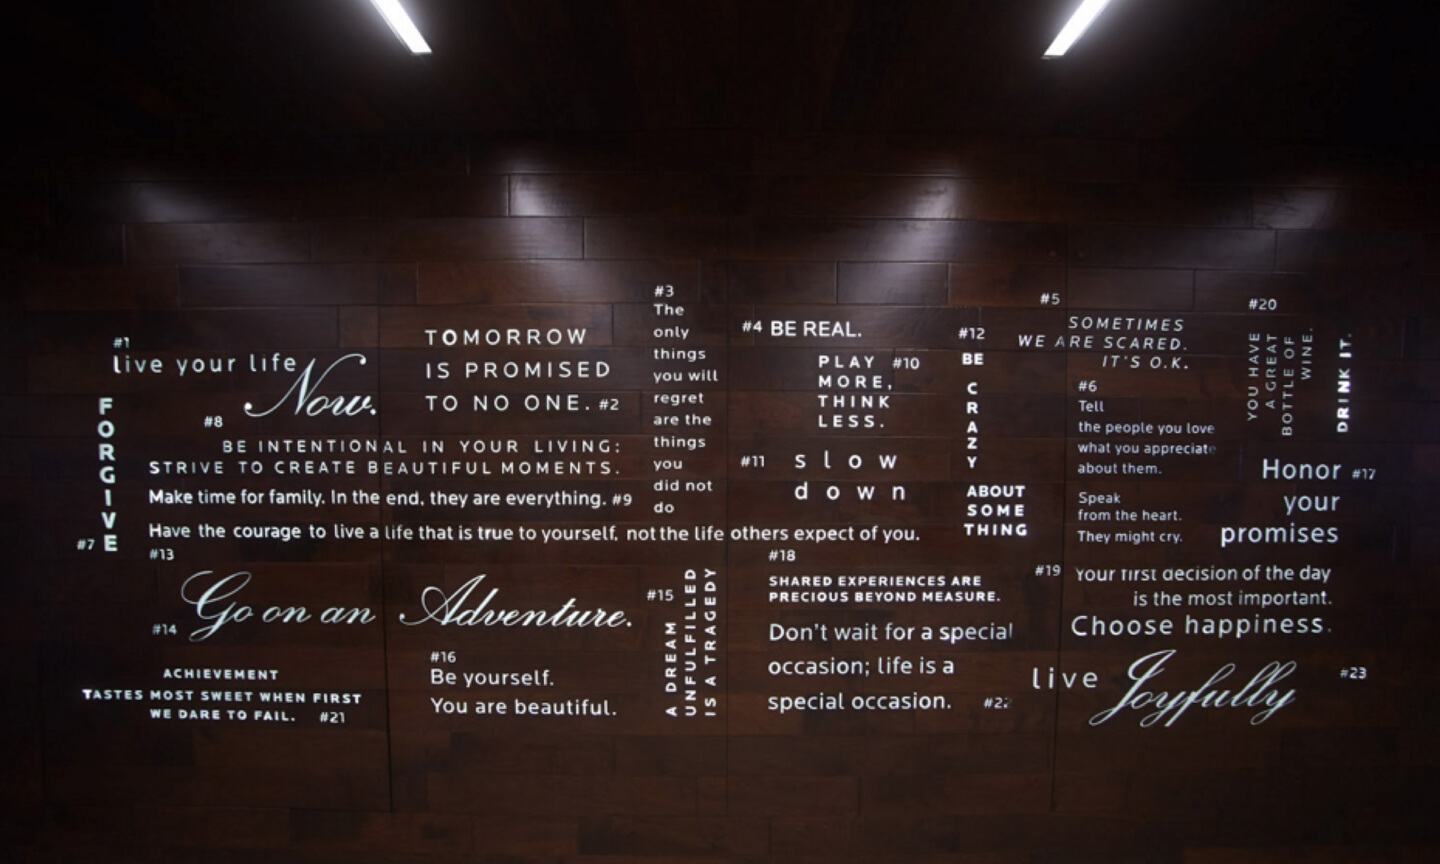 #1
live your life
Now.
TOMORROW
IS PROMISED
TO NO ONE. #2
#3
The
only
things
you will
regret
are the
things
you
did not
do
#4 BE REAL.
#5
SOMETIMES
WE ARE SCARED.
IT'S O.K.
#6
Tell
the people you love
what you appreciate
about them.
Speak
from the heart.
They might cry.
FORGIVE
#7
#8
BE INTENTIONAL IN YOUR LIVING:
STRIVE TO CREATE BEAUTIFUL MOMENTS.
Make time for family. In the end, they are everything. #9
PLAY #10
MORE,
THINK
LESS.
#11 slow
down
#12
BE
CRAZY
ABOUT
SOME
THING
Have the courage to live a life that is true to yourself, not the life others expect of you.
#13
Go on an Adventure.
#14
#15
A DREAM
UNFULFILLED
IS A TRAGEDY
#16
Be yourself.
You are beautiful.
Honor #17
your
promises
#18
SHARED EXPERIENCES ARE
PRECIOUS BEYOND MEASURE.
#19 Your first decision of the day
is the most important.
Choose happiness.
#20
YOU HAVE
A GREAT
BOTTLE OF
WINE.
DRINK IT.
ACHIEVEMENT
TASTES MOST SWEET WHEN FIRST
WE DARE TO FAIL. #21
Don't wait for a special
occasion; life is a
special occasion. #22
live Joyfully #23